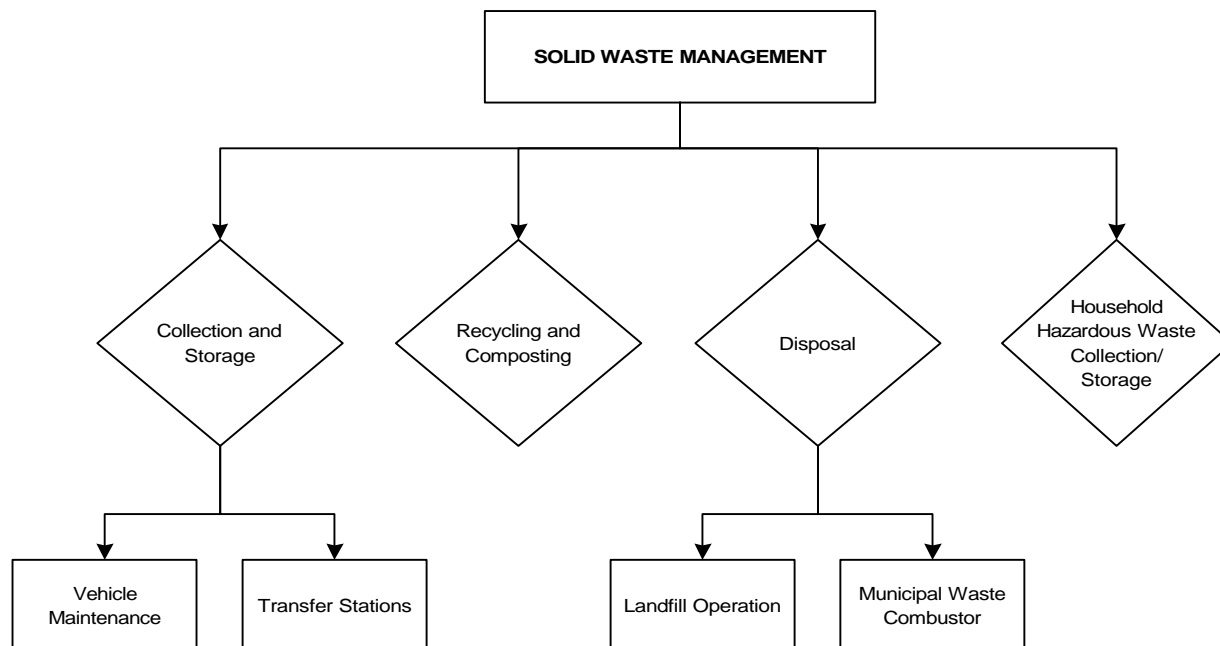 SOLID WASTE MANAGEMENT
Collection and
Storage
Recycling and
Composting
Disposal
Household
Hazardous Waste
Collection/
Storage
Vehicle
Maintenance
Transfer Stations
Landfill Operation
Municipal Waste
Combustor